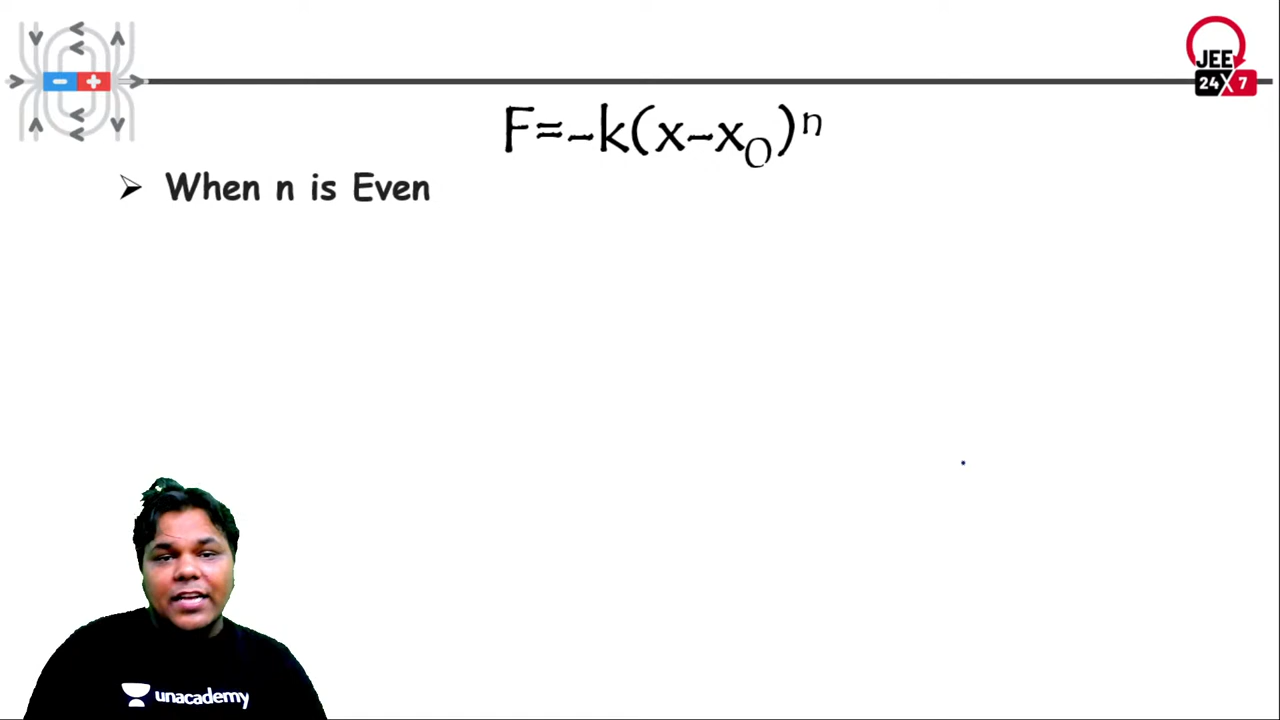 JEE
24X7
F=-k(x-x₀)ⁿ
➤ When n is Even
unacademy